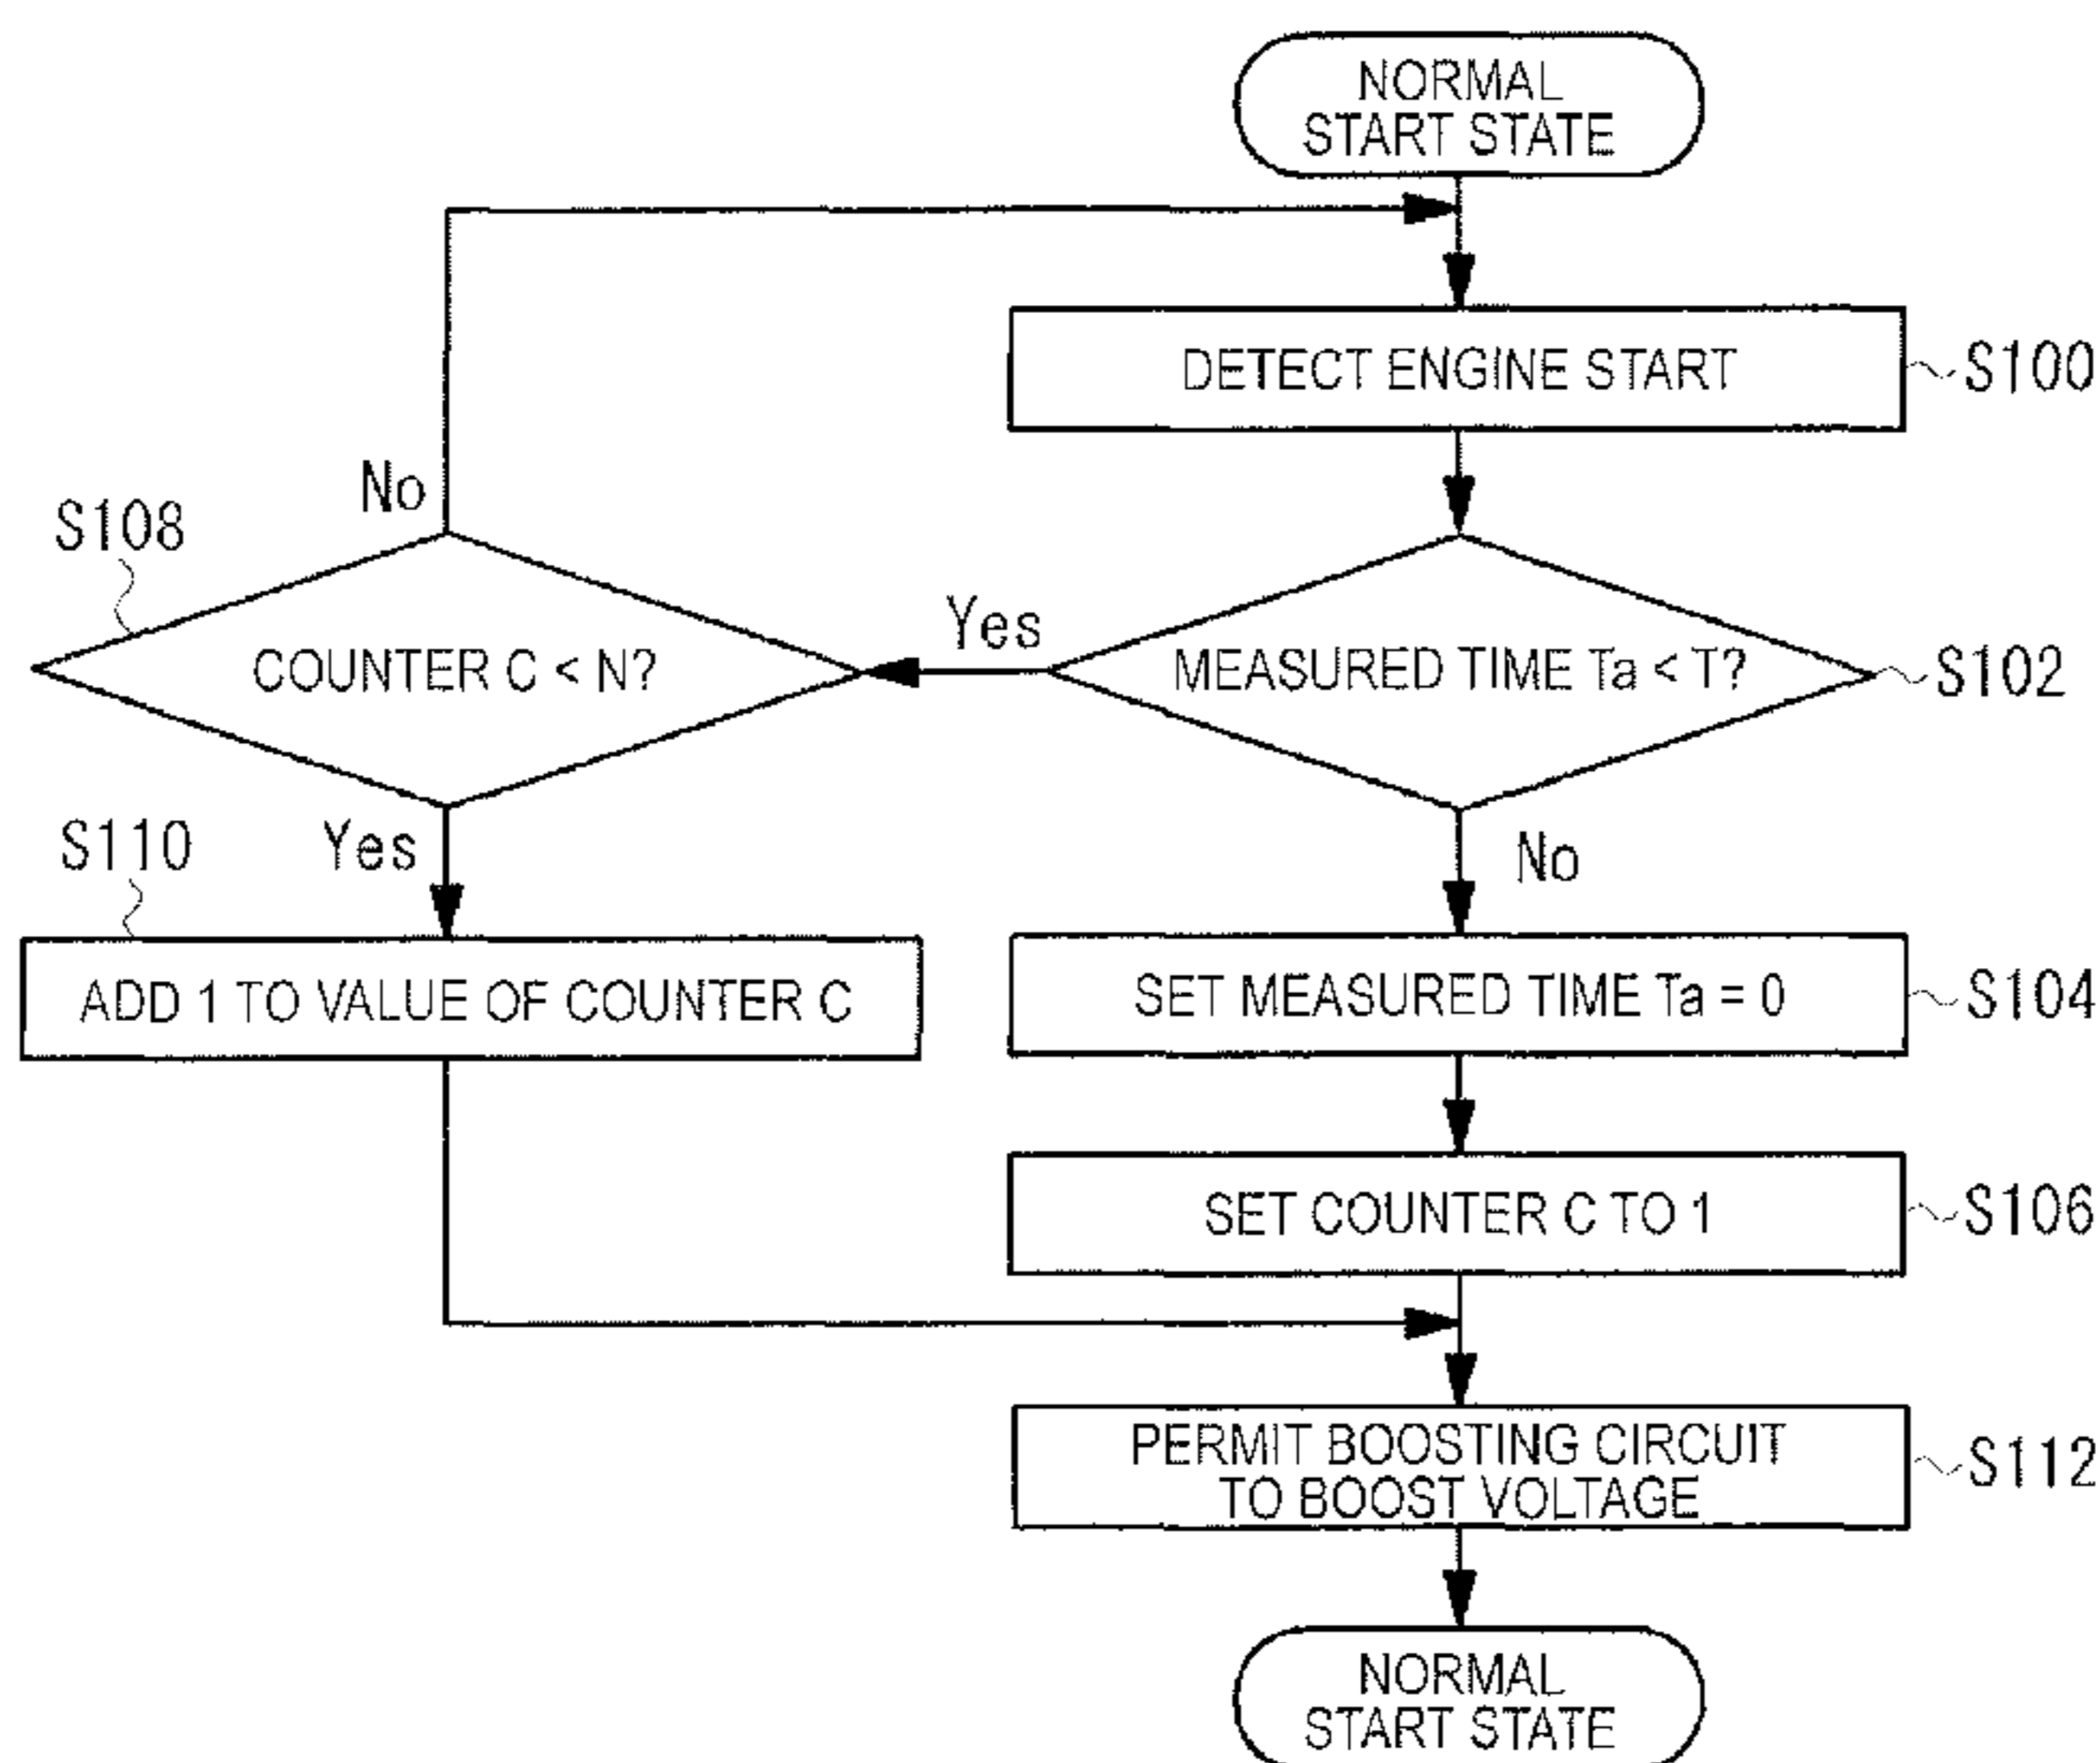 NORMAL
START STATE
DETECT ENGINE START
S100
No
S108
COUNTER C < N?
Yes
MEASURED TIME Ta < T?
S102
S110
Yes
No
ADD 1 TO VALUE OF COUNTER C
SET MEASURED TIME Ta = 0
S104
SET COUNTER C TO 1
S106
PERMIT BOOSTING CIRCUIT
TO BOOST VOLTAGE
S112
NORMAL
START STATE